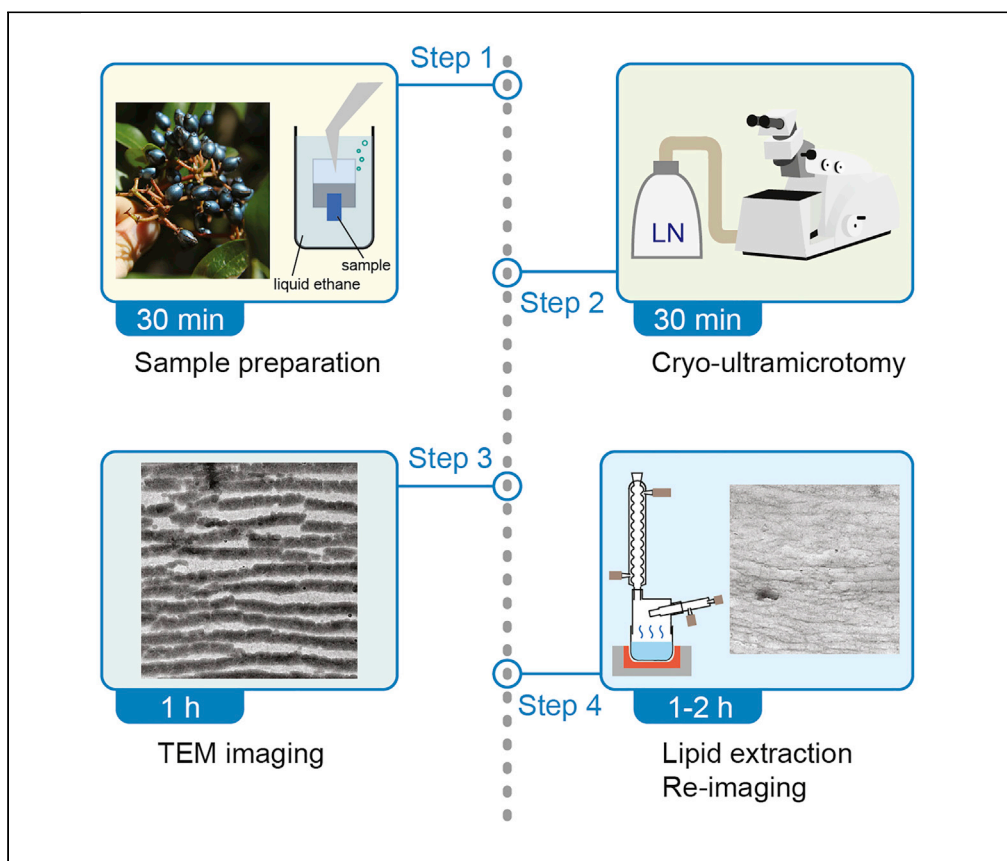 Step 1
sample
liquid ethane
30 min
Sample preparation
LN
Step 2
30 min
Cryo-ultramicrotomy
Step 3
1 h
TEM imaging
Step 4
1-2 h
Lipid extraction
Re-imaging